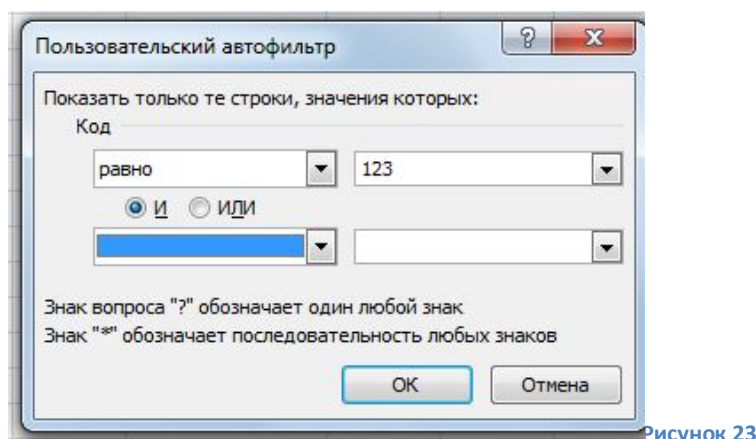 Пользовательский автофильтр
Показать только те строки, значения которых:
Код
равно 123
И ИЛИ
Знак вопроса "?" обозначает один любой знак
Знак "*" обозначает последовательность любых знаков
ОК Отмена
Рисунок 23